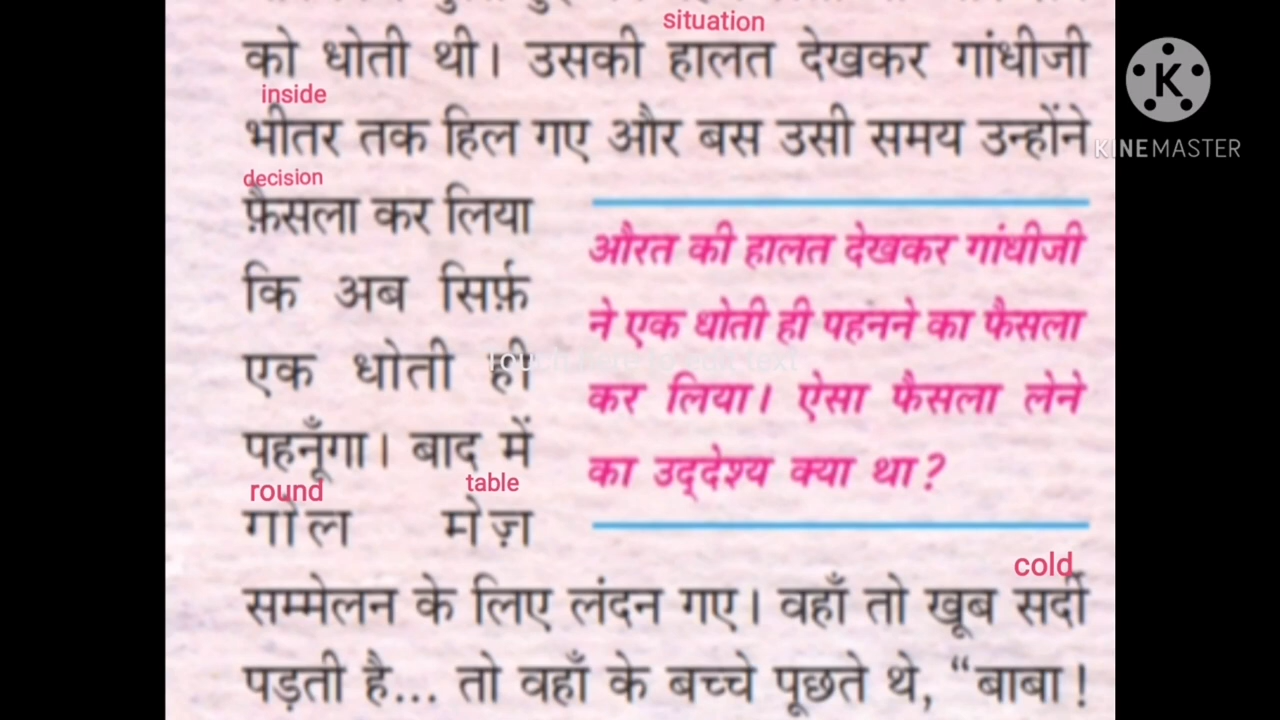 situation
को धोती थी। उसकी हालत देखकर गांधीजी
inside
भीतर तक हिल गए और बस उसी समय उन्होंने
KINEMASTER
decision
फ़ैसला कर लिया
कि अब सिर्फ़
एक धोती ही
पहनूँगा। बाद में
round table
गोल मेज़
औरत की हालत देखकर गांधीजी
ने एक धोती ही पहनने का फैसला
कर लिया। ऐसा फैसला लेने
का उद्देश्य क्या था?
cold
सम्मेलन के लिए लंदन गए। वहाँ तो खूब सर्दी
पड़ती है... तो वहाँ के बच्चे पूछते थे, “बाबा!